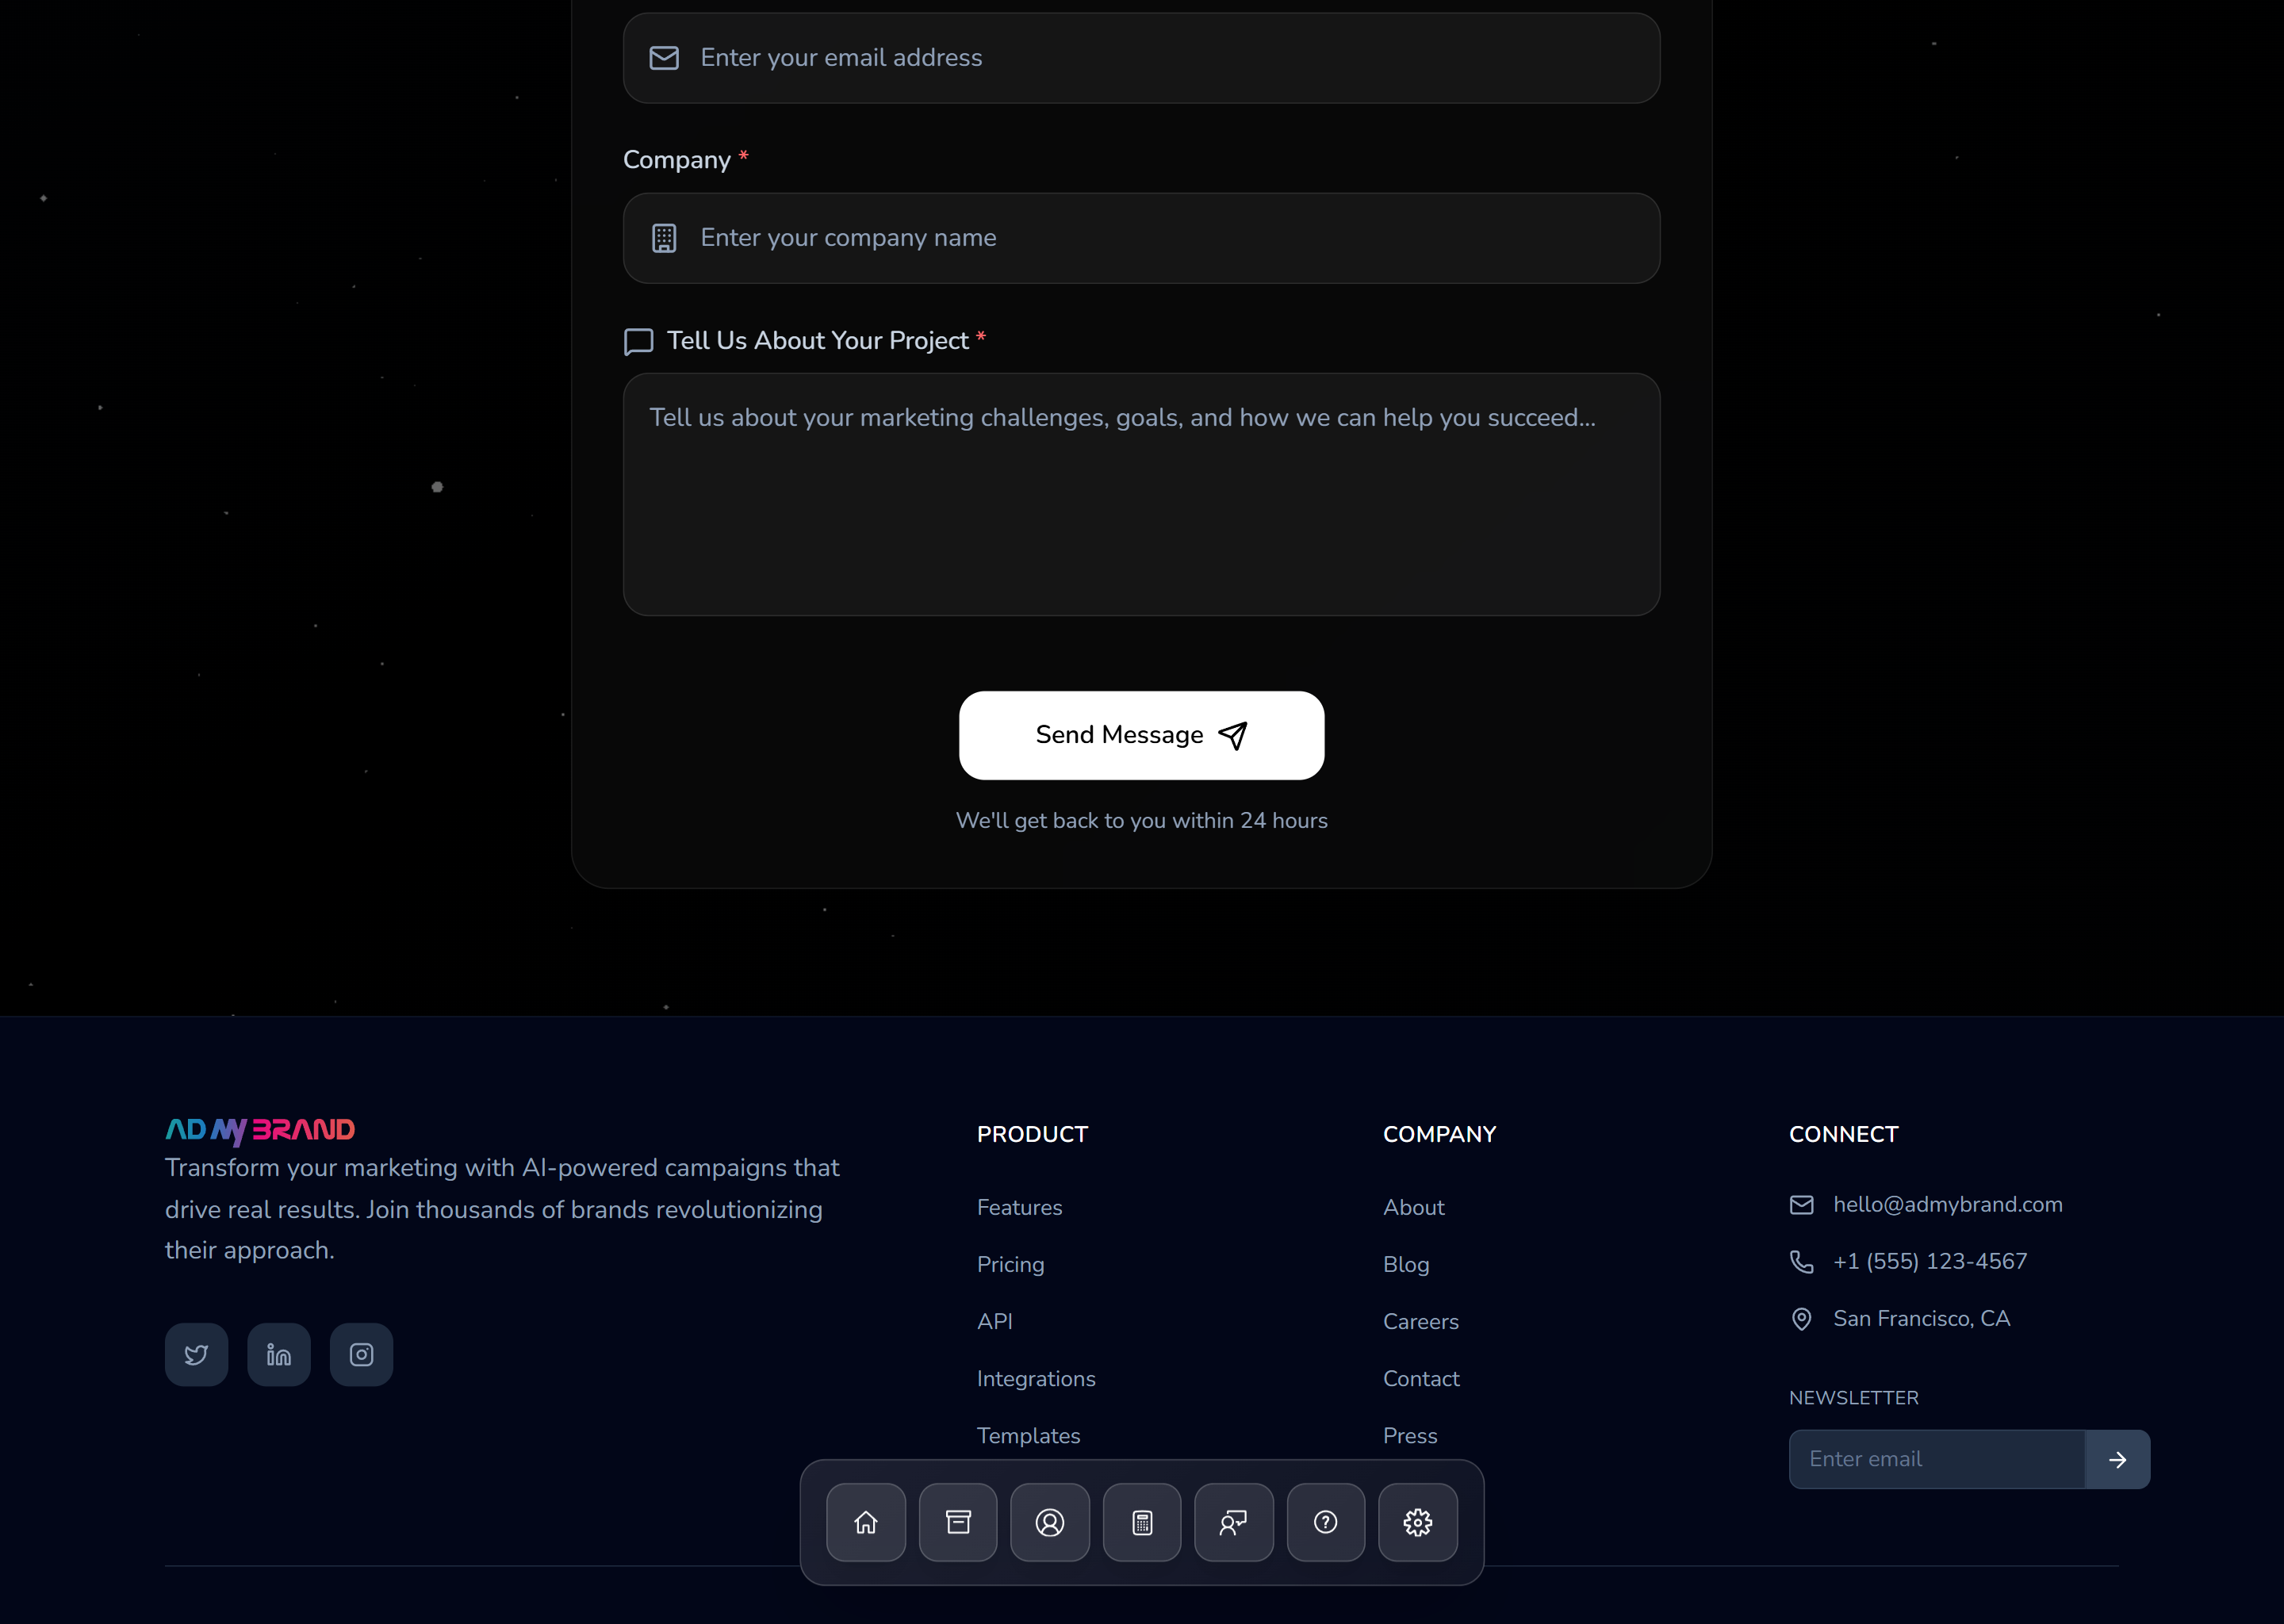 Enter your email address
Company *
Enter your company name
Tell Us About Your Project *
Tell us about your marketing challenges, goals, and how we can help you succeed...
Send Message
We'll get back to you within 24 hours
AD MY BRAND
Transform your marketing with AI-powered campaigns that
drive real results. Join thousands of brands revolutionizing
their approach.
PRODUCT
Features
Pricing
API
Integrations
Templates
COMPANY
About
Blog
Careers
Contact
Press
CONNECT
hello@admybrand.com
+1 (555) 123-4567
San Francisco, CA
NEWSLETTER
Enter email